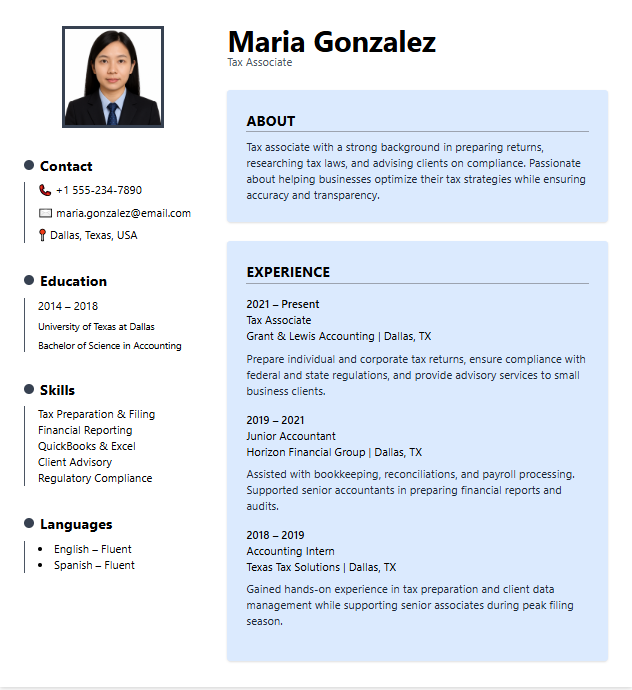 Maria Gonzalez
Tax Associate
Contact
+1 555-234-7890
maria.gonzalez@email.com
Dallas, Texas, USA
Education
2014 – 2018
University of Texas at Dallas
Bachelor of Science in Accounting
Skills
Tax Preparation & Filing
Financial Reporting
QuickBooks & Excel
Client Advisory
Regulatory Compliance
Languages
• English – Fluent
• Spanish – Fluent
ABOUT
Tax associate with a strong background in preparing returns,
researching tax laws, and advising clients on compliance. Passionate
about helping businesses optimize their tax strategies while ensuring
accuracy and transparency.
EXPERIENCE
2021 – Present
Tax Associate
Grant & Lewis Accounting | Dallas, TX
Prepare individual and corporate tax returns, ensure compliance with
federal and state regulations, and provide advisory services to small
business clients.
2019 – 2021
Junior Accountant
Horizon Financial Group | Dallas, TX
Assisted with bookkeeping, reconciliations, and payroll processing.
Supported senior accountants in preparing financial reports and
audits.
2018 – 2019
Accounting Intern
Texas Tax Solutions | Dallas, TX
Gained hands-on experience in tax preparation and client data
management while supporting senior associates during peak filing
season.